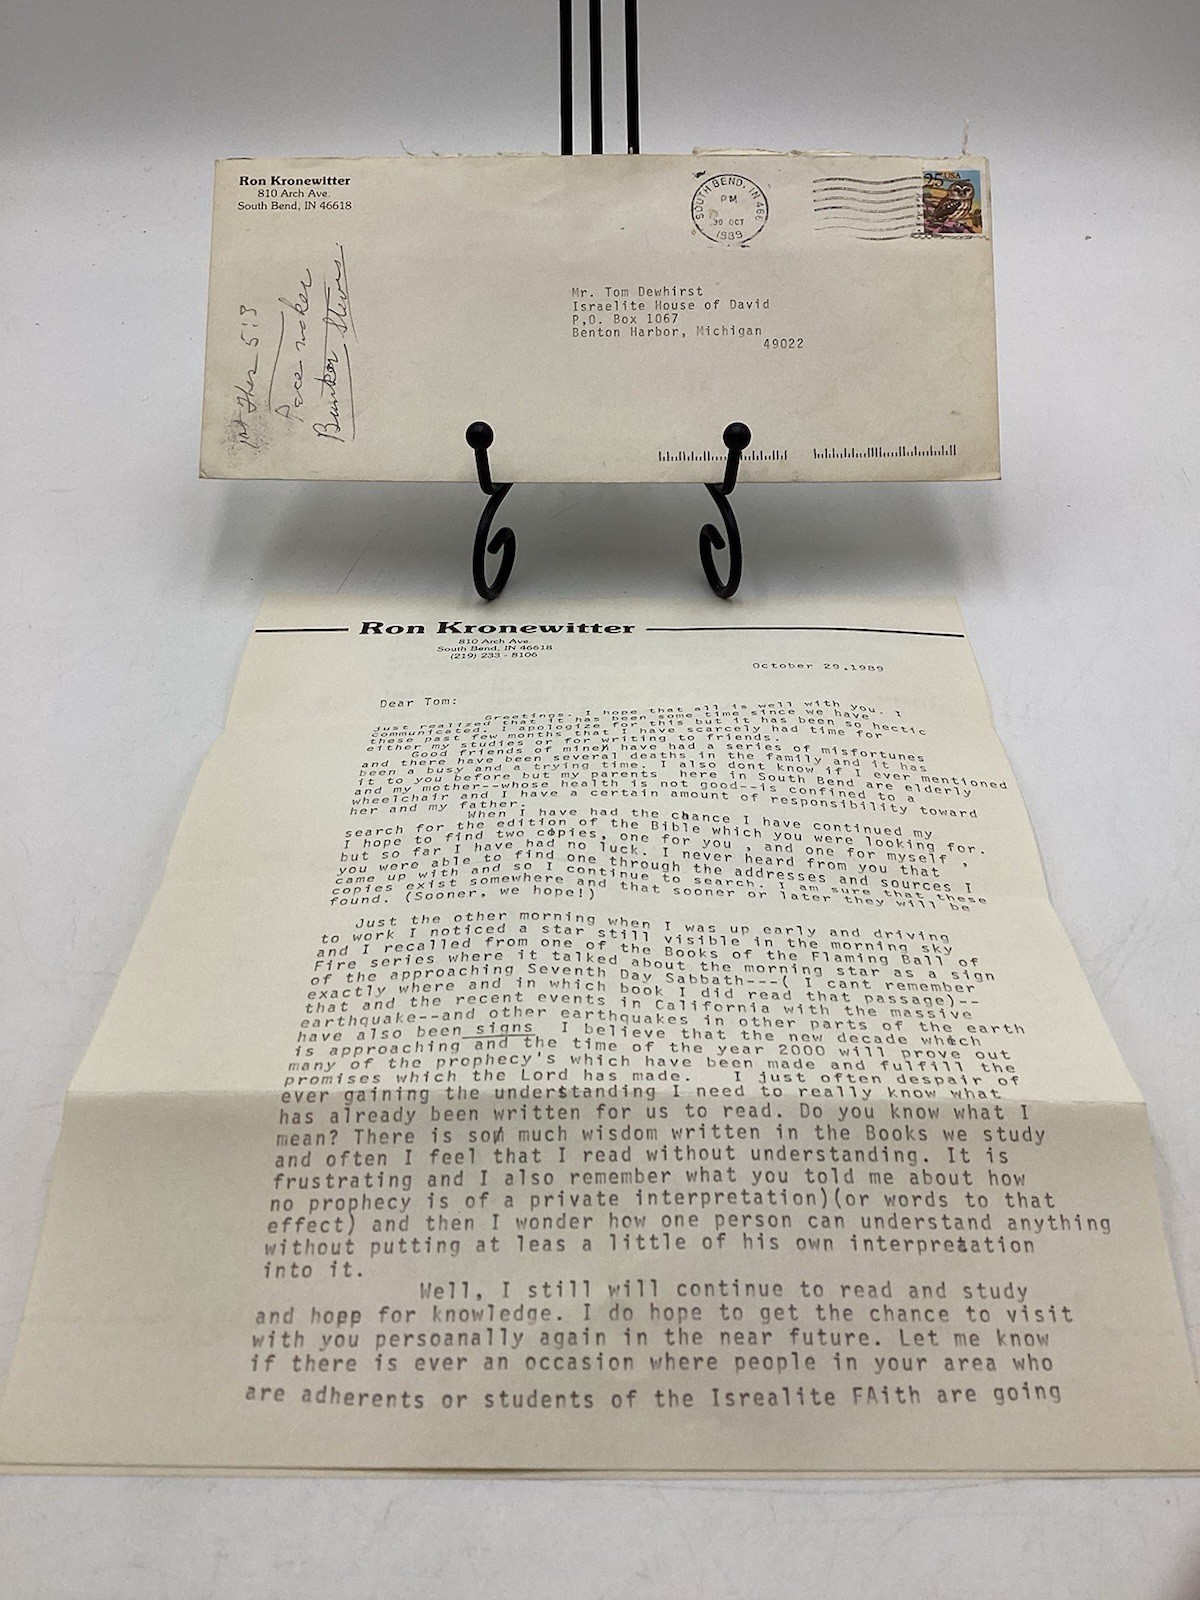 Ron Kronewitter
810 Arch Ave.
South Bend, IN 46618
SOUTH BEND, IN 466
PM
30 OCT
1989
25 USA
Mr. Tom Dewhirst
Israelite House of David
P,O. Box 1067
Benton Harbor, Michigan
49022
1st Thes 5:3
Pece maker
Bunker
Ron Kronewitter
810 Arch Ave.
South Bend, IN 46618
(219) 233 - 8106
October 29,1989
Dear Tom:
Greetings. I hope that all is well with you. I
just realized that it has been some time since we have
communicated. I apologize for this but it has been so hectic
these past few months that I have scarcely had time for
either my studies or for writing to friends.
Good friends of mine have had a series of misfortunes
and there have been several deaths in the family and it has
been a busy and a trying time. I also dont know if I ever mentioned
it to you before but my parents here in South Bend are elderly
and my mother--whose health is not good--is confined to a
wheelchair and I have a certain amount of responsibility toward
her and my father.
When I have had the chance I have continued my
search for the edition of the Bible which you were looking for.
I hope to find two copies, one for you , and one for myself ,
but so far I have had no luck. I never heard from you that
you were able to find one through the addresses and sources I
came up with and so I continue to search. I am sure that these
copies exist somewhere and that sooner or later they will be
found. (Sooner, we hope!)
Just the other morning when I was up early and driving
to work I noticed a star still visible in the morning sky
and I recalled from one of the Books of the Flaming Ball of
Fire series where it talked about the morning star as a sign
of the approaching Seventh Day Sabbath---( I cant remember
exactly where and in which book I did read that passage)--
that and the recent events in California with the massive
earthquake--and other earthquakes in other parts of the earth
have also been signs I believe that the new decade which
is approaching and the time of the year 2000 will prove out
many of the prophecy's which have been made and fulfill the
promises which the Lord has made. I just often despair of
ever gaining the understanding I need to really know what
has already been written for us to read. Do you know what I
mean? There is so much wisdom written in the Books we study
and often I feel that I read without understanding. It is
frustrating and I also remember what you told me about how
no prophecy is of a private interpretation)(or words to that
effect) and then I wonder how one person can understand anything
without putting at leas a little of his own interpretation
into it.
Well, I still will continue to read and study
and hope for knowledge. I do hope to get the chance to visit
with you persoanally again in the near future. Let me know
if there is ever an occasion where people in your area who
are adherents or students of the Isrealite FAith are going